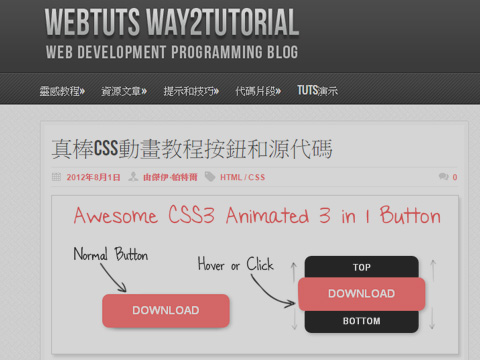 WEBTUTS WAY2TUTORIAL
WEB DEVELOPMENT PROGRAMMING BLOG
靈感教程» 資源文章» 提示和技巧» 代碼片段» TUTS演示
真棒CSS動畫教程按鈕和源代碼
2012年8月1日 由傑伊·帕特爾 HTML / CSS 0
Awesome CSS3 Animated 3 in 1 Button
Normal Button
Hover or Click
TOP
DOWNLOAD
DOWNLOAD
BOTTOM